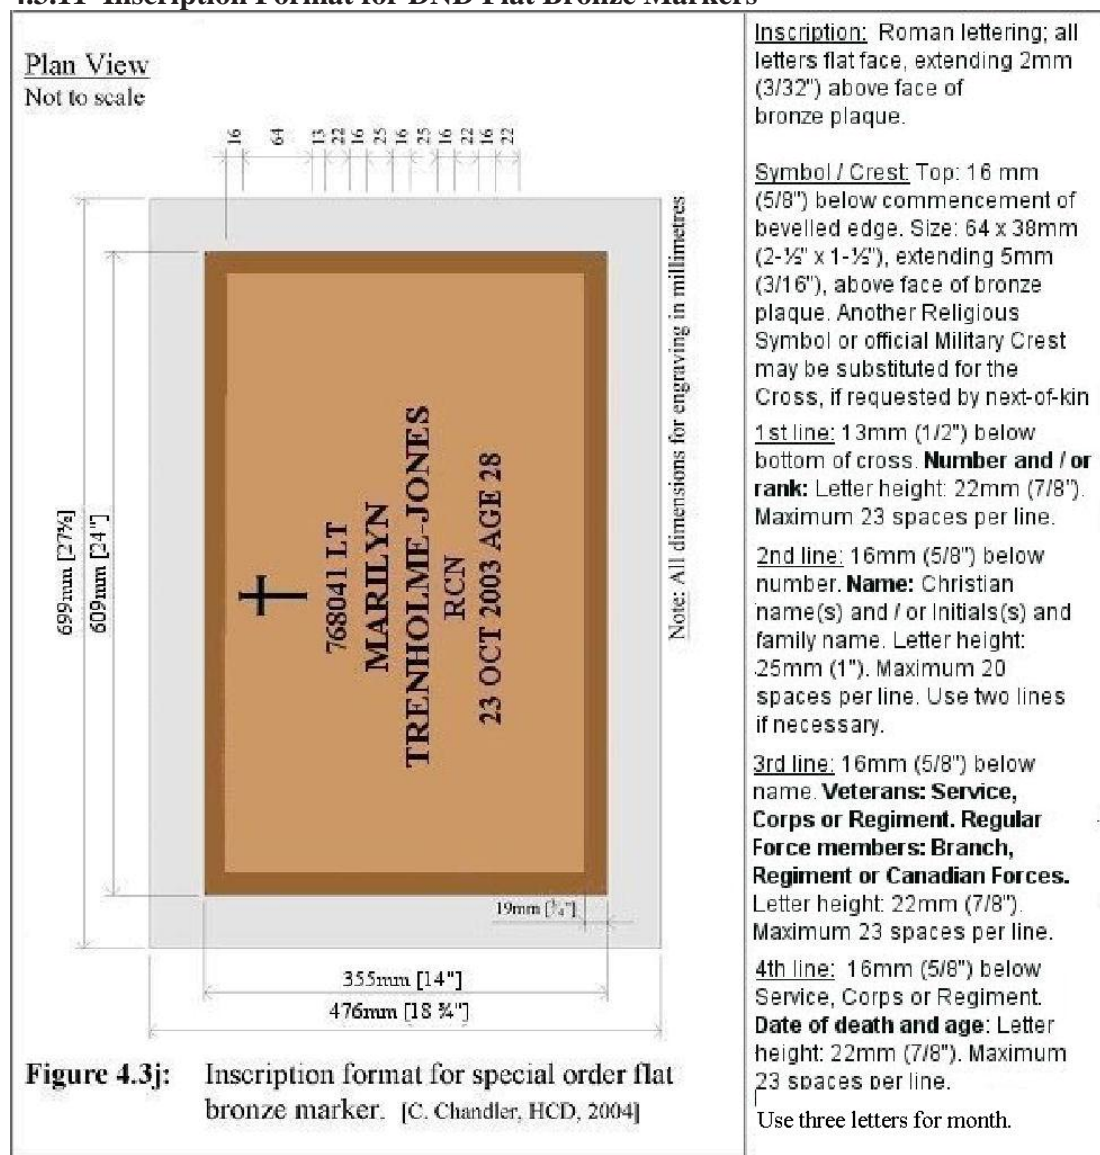 4.3.11 Inscription Format for DND Flat Bronze Markers
Plan View
Not to scale
16 64 13 22 16 25 16 25 16 22 16 22
699mm [27½]
609mm [24"]
768041 LT
MARILYN
TRENHOLME-JONES
RCN
23 OCT 2003 AGE 28
Note: All dimensions for engraving in millimetres
19mm [¾"]
355mm [14"]
476mm [18 ¾"]
Figure 4.3j: Inscription format for special order flat
bronze marker. [C. Chandler, HCD, 2004]
Inscription: Roman lettering; all
letters flat face, extending 2mm
(3/32") above face of
bronze plaque.
Symbol / Crest: Top: 16 mm
(5/8") below commencement of
bevelled edge. Size: 64 x 38mm
(2-½" x 1-½"), extending 5mm
(3/16"), above face of bronze
plaque. Another Religious
Symbol or official Military Crest
may be substituted for the
Cross, if requested by next-of-kin
1st line: 13mm (1/2") below
bottom of cross. Number and / or
rank: Letter height: 22mm (7/8").
Maximum 23 spaces per line.
2nd line: 16mm (5/8") below
number. Name: Christian
name(s) and / or Initials(s) and
family name. Letter height:
25mm (1"). Maximum 20
spaces per line. Use two lines
if necessary.
3rd line: 16mm (5/8") below
name. Veterans: Service,
Corps or Regiment. Regular
Force members: Branch,
Regiment or Canadian Forces.
Letter height: 22mm (7/8").
Maximum 23 spaces per line.
4th line: 16mm (5/8") below
Service, Corps or Regiment.
Date of death and age: Letter
height: 22mm (7/8"). Maximum
23 spaces per line.
Use three letters for month.